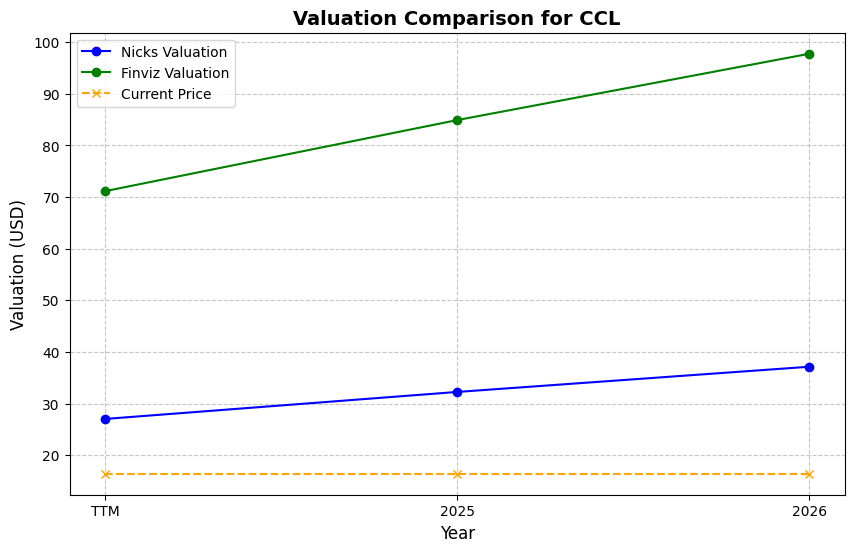 Valuation Comparison for CCL
Nicks Valuation
Finviz Valuation
Current Price
Valuation (USD)
100
90
80
70
60
50
40
30
20
TTM
2025
2026
Year